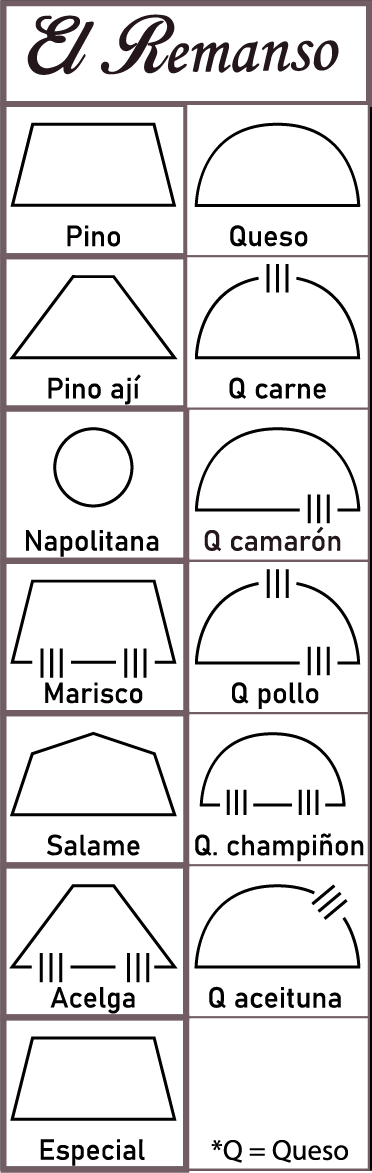 El Remanso
Pino
Queso
Pino ají
Q carne
Napolitana
Q camarón
Marisco
Q pollo
Salame
Q. champiñon
Acelga
Q aceituna
Especial
*Q = Queso